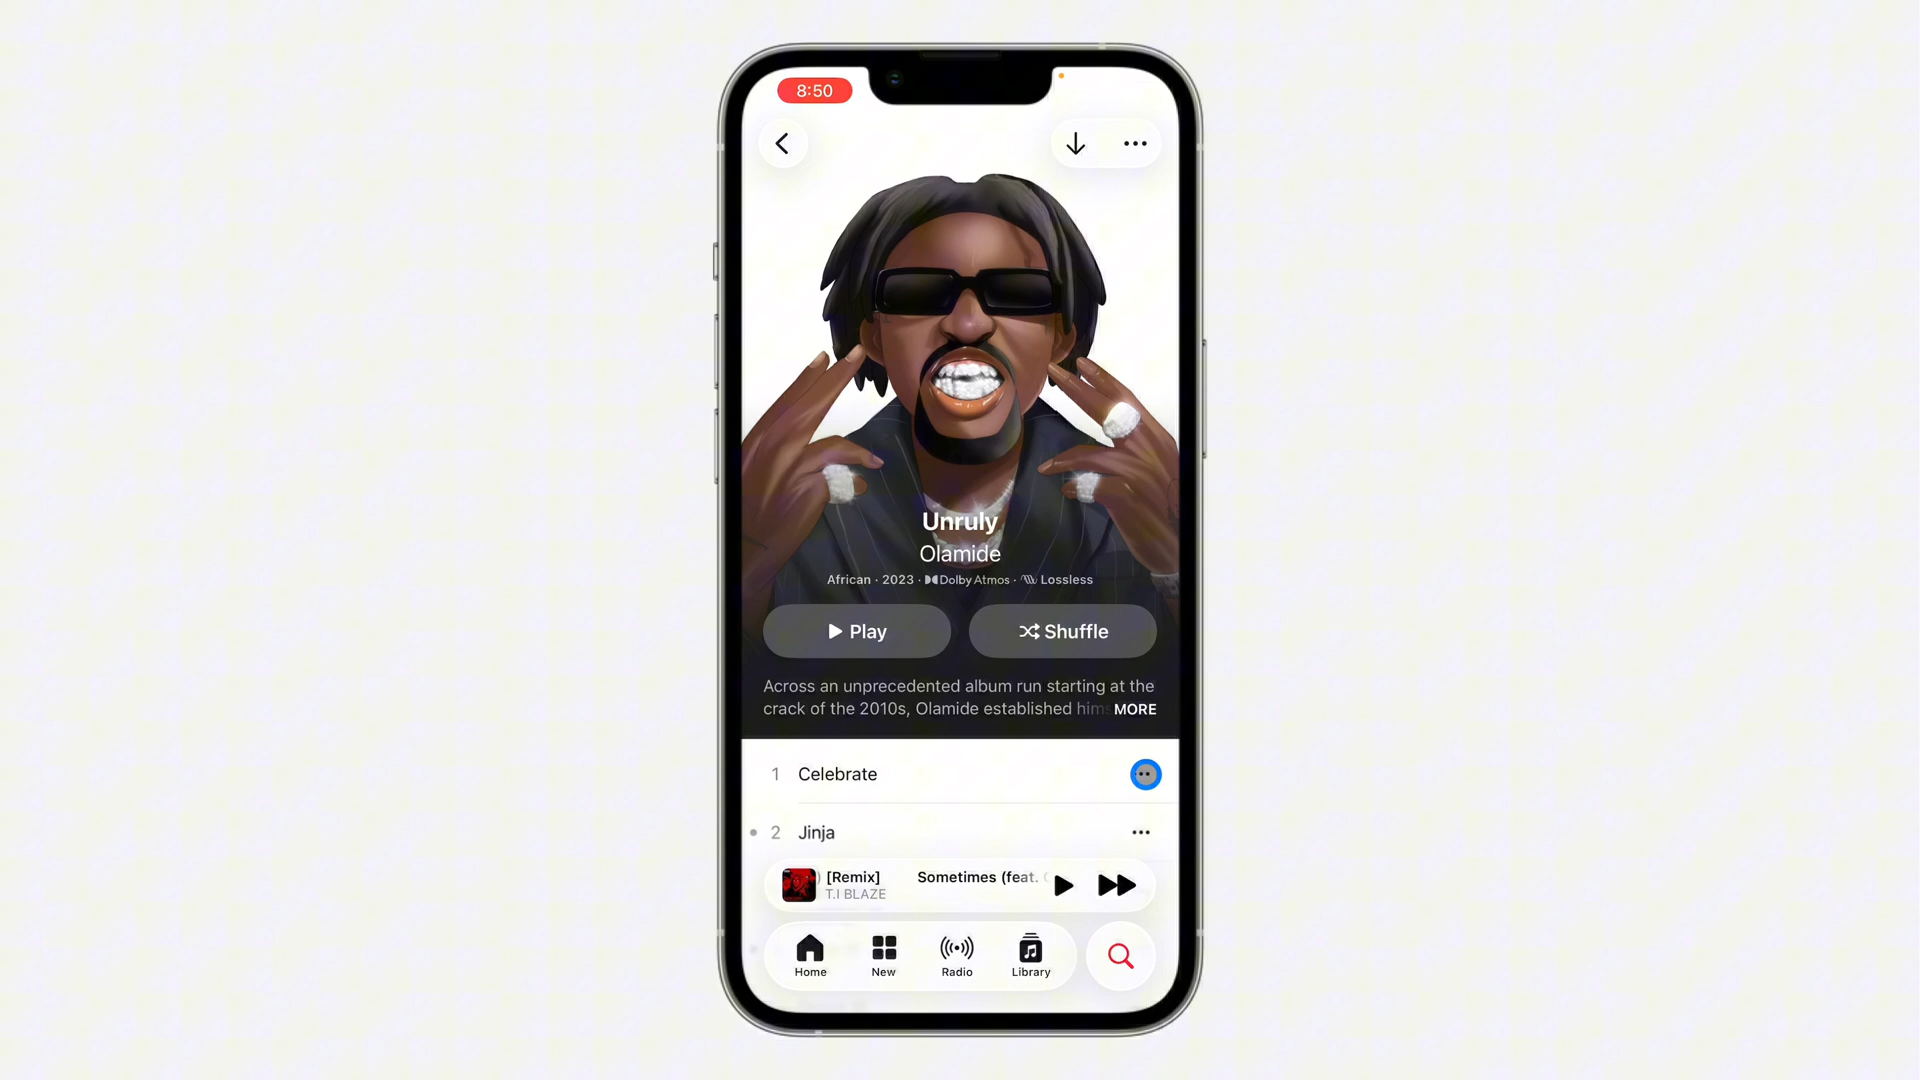 8:50
Unruly
Olamide
African · 2023 · Dolby Atmos · Lossless
Play
Shuffle
Across an unprecedented album run starting at the
crack of the 2010s, Olamide established hims MORE
1 Celebrate
2 Jinja
[Remix] Sometimes (feat.
T.I BLAZE
Home New Radio Library